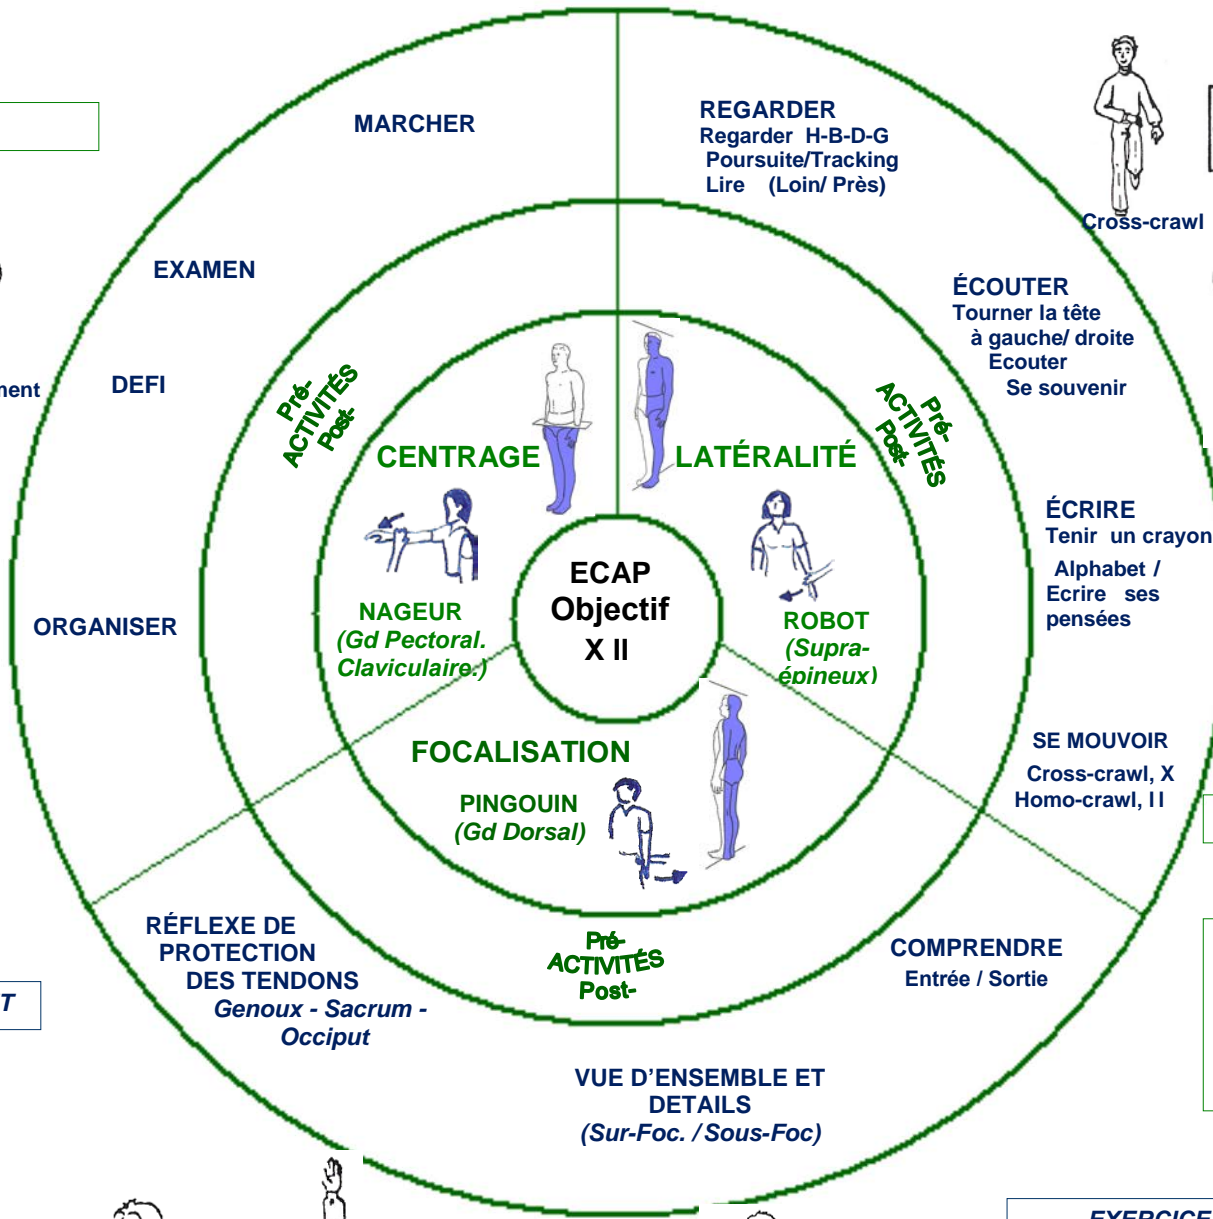 MARCHER
REGARDER
Regarder H-B-D-G
Poursuite/Tracking
Lire (Loin/ Près)
Cross-crawl
EXAMEN
ÉCOUTER
Tourner la tête
à gauche/ droite
Ecouter
Se souvenir
ment
DEFI
Pré-
ACTIVITÉS
Post-
Pré-
ACTIVITÉS
Post-
CENTRAGE
LATÉRALITÉ
ÉCRIRE
Tenir un crayon
Alphabet /
Ecrire ses
pensées
ECAP
Objectif
X II
NAGEUR
(Gd Pectoral.
Claviculaire.)
ROBOT
(Supra-
épineux)
ORGANISER
FOCALISATION
PINGOUIN
(Gd Dorsal)
SE MOUVOIR
Cross-crawl, X
Homo-crawl, I I
RÉFLEXE DE
PROTECTION
DES TENDONS
Genoux - Sacrum -
Occiput
Pré-
ACTIVITÉS
Post-
COMPRENDRE
Entrée / Sortie
T
VUE D’ENSEMBLE ET
DETAILS
(Sur-Foc. / Sous-Foc)
EXERCICE